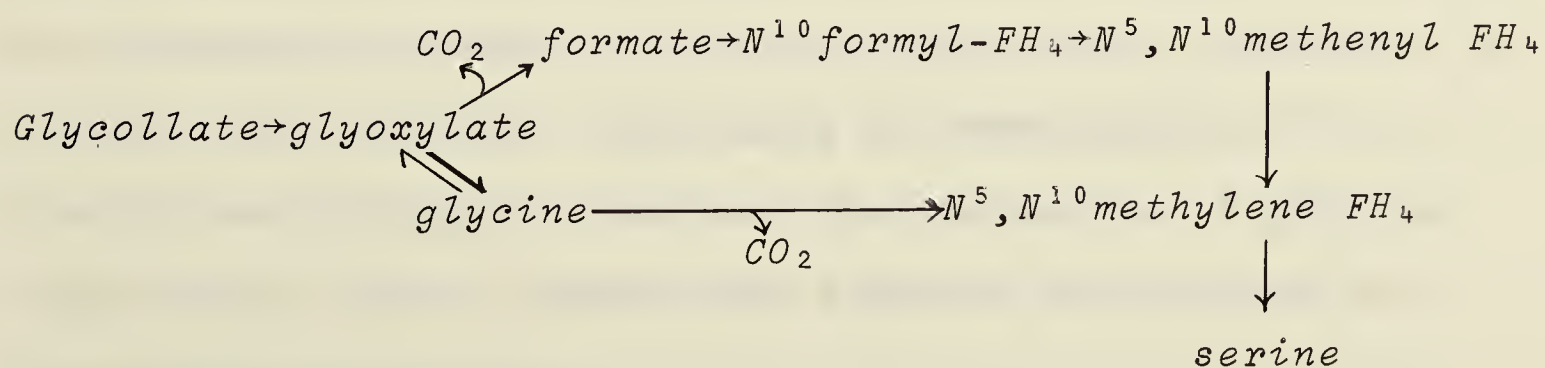 CO₂ formate→N¹⁰formyl-FH₄→N⁵,N¹⁰methenyl FH₄
Glycollate→glyoxylate
glycine→N⁵,N¹⁰methylene FH₄
CO₂
serine